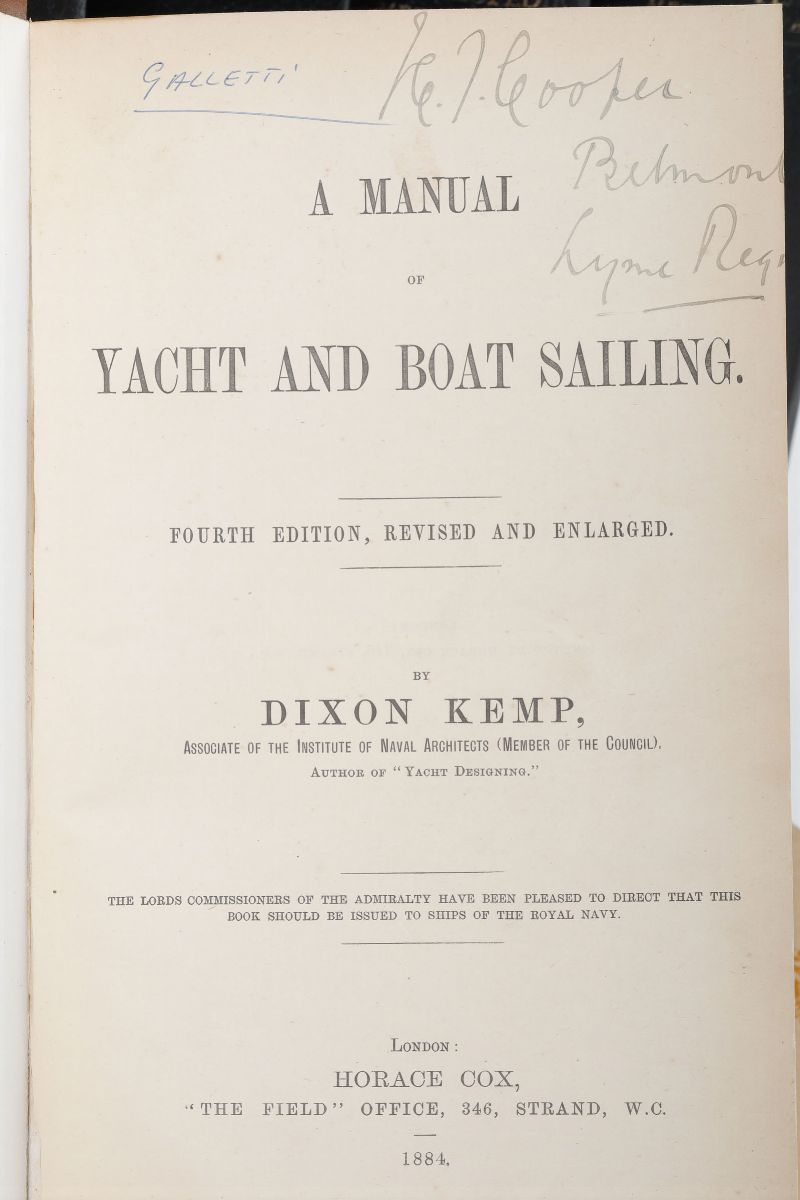 GALLETTI
H. J. Cooper
Belmont
Lyme Regi
A MANUAL
OF
YACHT AND BOAT SAILING.
FOURTH EDITION, REVISED AND ENLARGED.
BY
DIXON KEMP,
ASSOCIATE OF THE INSTITUTE OF NAVAL ARCHITECTS (MEMBER OF THE COUNCIL).
AUTHOR OF "YACHT DESIGNING."
THE LORDS COMMISSIONERS OF THE ADMIRALTY HAVE BEEN PLEASED TO DIRECT THAT THIS
BOOK SHOULD BE ISSUED TO SHIPS OF THE ROYAL NAVY.
LONDON:
HORACE COX,
"THE FIELD" OFFICE, 346, STRAND, W.C.
1884.